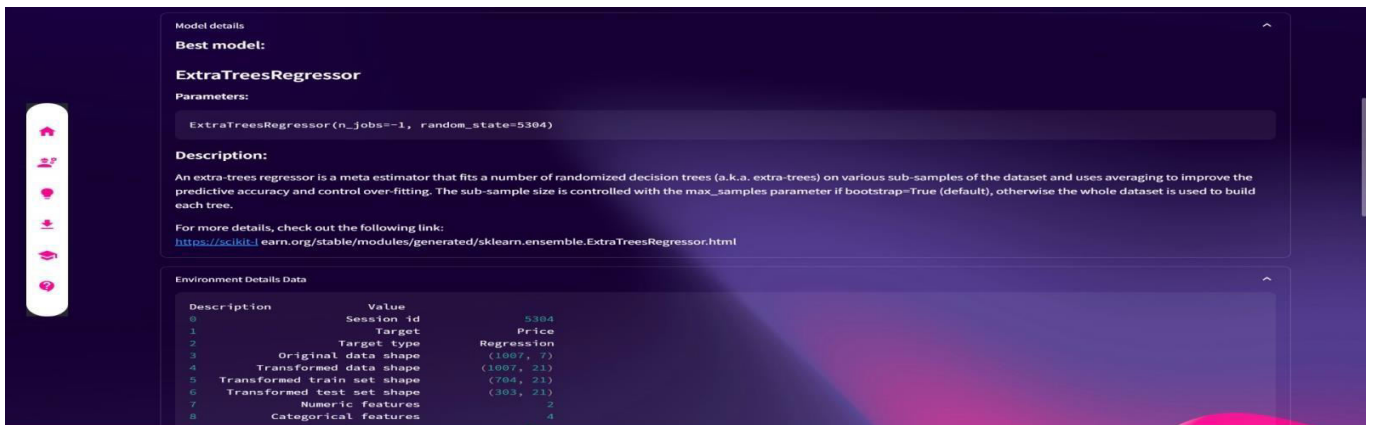 Model details
Best model:
ExtraTreesRegressor
Parameters:
ExtraTreesRegressor(n_jobs=-1, random_state=5304)
Description:
An extra-trees regressor is a meta estimator that fits a number of randomized decision trees (a.k.a. extra-trees) on various sub-samples of the dataset and uses averaging to improve the
predictive accuracy and control over-fitting. The sub-sample size is controlled with the max_samples parameter if bootstrap=True (default), otherwise the whole dataset is used to build
each tree.
For more details, check out the following link:
https://scikit-l earn.org/stable/modules/generated/sklearn.ensemble.ExtraTreesRegressor.html
Environment Details Data
Description Value
0 Session id 5304
1 Target Price
2 Target type Regression
3 Original data shape (1007, 7)
4 Transformed data shape (1007, 21)
5 Transformed train set shape (704, 21)
6 Transformed test set shape (303, 21)
7 Numeric features 2
8 Categorical features 4